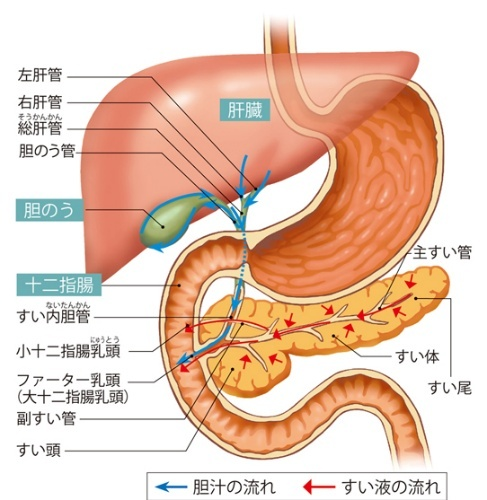 左肝管
右肝管
そうかんかん
総肝管
胆のう管
肝臓
胆のう
十二指腸
ないたんかん
すい内胆管
にゅうとう
小十二指腸乳頭
ファーター乳頭
(大十二指腸乳頭)
副すい管
すい頭
主すい管
すい体
すい尾
胆汁の流れ
すい液の流れ